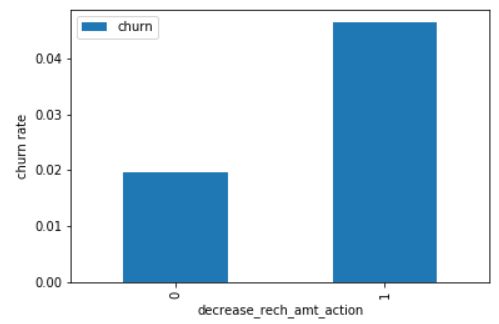 churn
0.04
0.03
0.02
0.01
0.00
churn rate
0
1
decrease_rech_amt_action